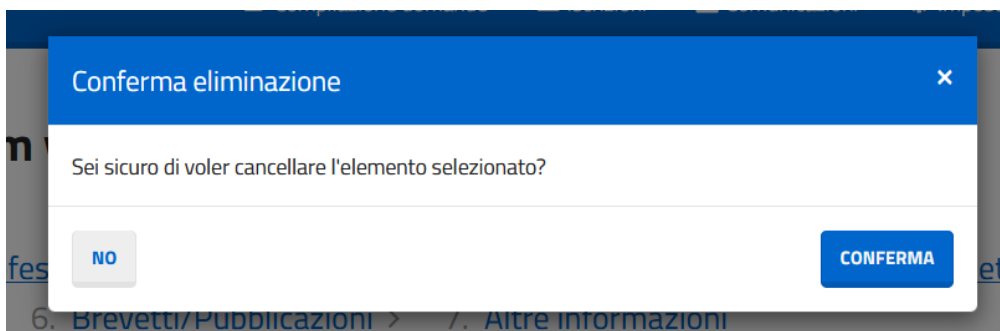 Conferma eliminazione ×
Sei sicuro di voler cancellare l'elemento selezionato?
NO CONFERMA
6. Brevetti/Pubblicazioni > 7. Altre Informazioni